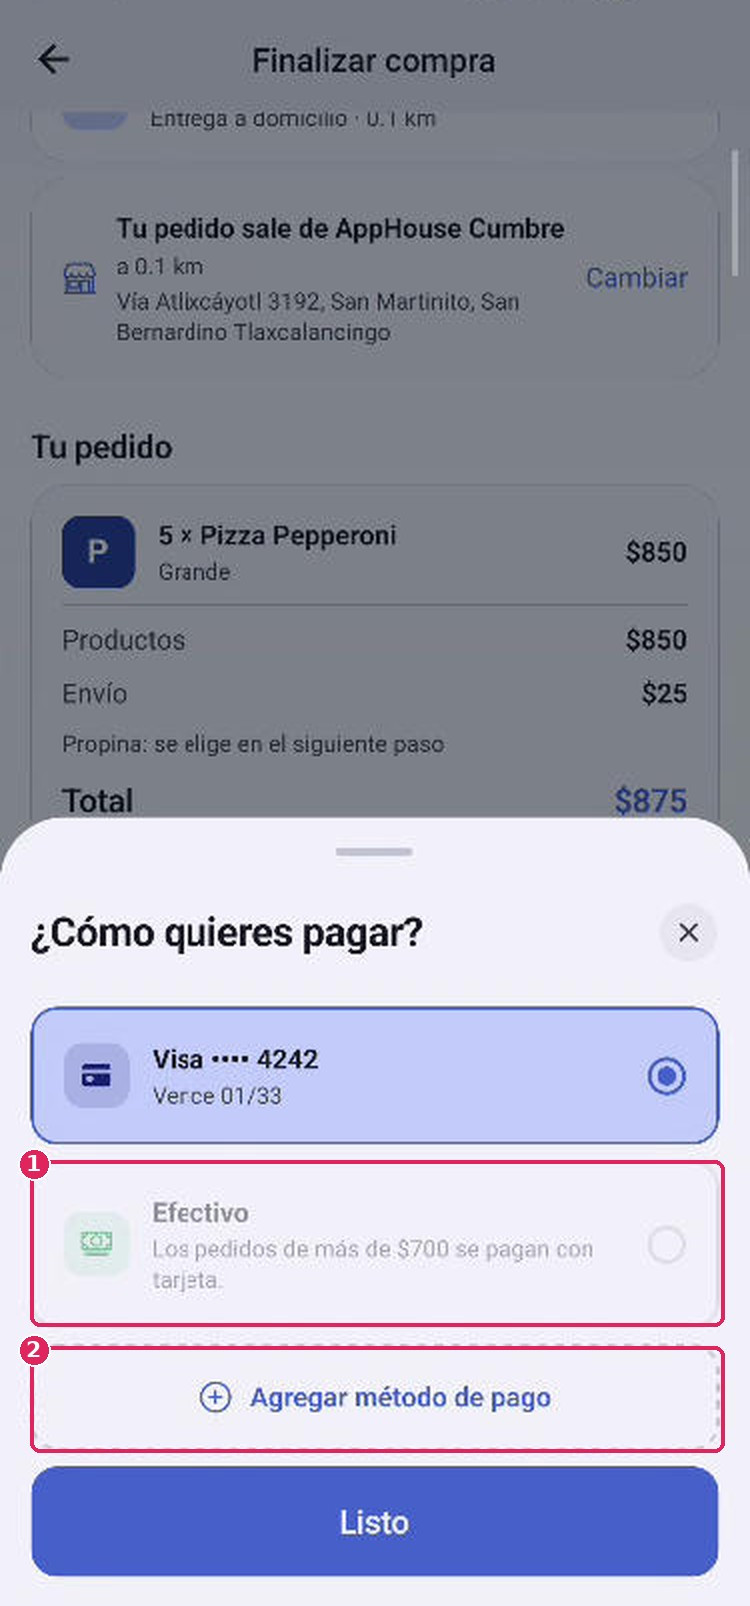 Finalizar compra
Entrega a domicilio · 0.1 km
Tu pedido sale de AppHouse Cumbre
a 0.1 km
Cambiar
Vía Atlixcáyotl 3192, San Martinito, San
Bernardino Tlaxcalancingo
Tu pedido
P
5 × Pizza Pepperoni
$850
Grande
Productos
$850
Envío
$25
Propina: se elige en el siguiente paso
Total
$875
¿Cómo quieres pagar?
Visa •••• 4242
Vence 01/33
1
Efectivo
Los pedidos de más de $700 se pagan con
tarjeta.
2
Agregar método de pago
Listo